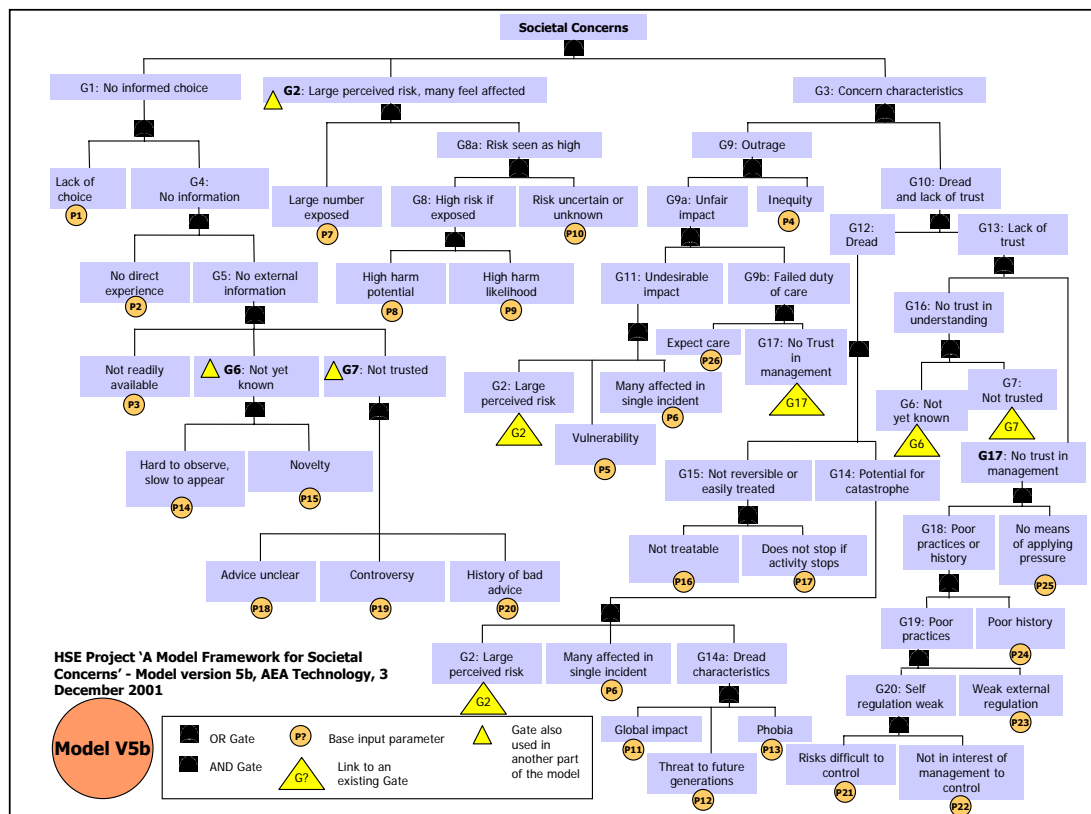 Societal Concerns
G1: No informed choice
G2: Large perceived risk, many feel affected
G3: Concern characteristics
G8a: Risk seen as high
G9: Outrage
Lack of
choice
P1
G4:
No information
Large number
exposed
P7
G8: High risk if
exposed
Risk uncertain or
unknown
P10
G9a: Unfair
impact
Inequity
P4
G10: Dread
and lack of trust
G12:
Dread
G13: Lack of
trust
No direct
experience
P2
G5: No external
information
High harm
potential
P8
High harm
likelihood
P9
G11: Undesirable
impact
G9b: Failed duty
of care
G16: No trust in
understanding
Not readily
available
P3
G6: Not yet
known
G7: Not trusted
Expect care
P26
G17: No Trust
in
management
G17
G2: Large
perceived risk
G2
Vulnerability
P5
Many affected in
single incident
P6
G6: Not
yet known
G6
G7:
Not trusted
G7
Hard to observe,
slow to appear
P14
Novelty
P15
G15: Not reversible or
easily treated
G14: Potential for
catastrophe
G17: No trust in
management
Not treatable
P16
Does not stop if
activity stops
P17
G18: Poor
practices or
history
No means
of applying
pressure
P25
Advice unclear
P18
Controversy
P19
History of bad
advice
P20
G19: Poor
practices
Poor history
P24
G2: Large
perceived risk
G2
Many affected in
single incident
P6
G14a: Dread
characteristics
G20: Self
regulation weak
Weak external
regulation
P23
Global impact
P11
Threat to future
generations
P12
Phobia
P13
Risks difficult to
control
P21
Not in interest of
management to
control
P22
HSE Project ‘A Model Framework for Societal
Concerns’ - Model version 5b, AEA Technology, 3
December 2001
Model V5b
OR Gate
AND Gate
P?
Base input parameter
G?
Link to an
existing Gate
Gate also
used in
another part
of the model